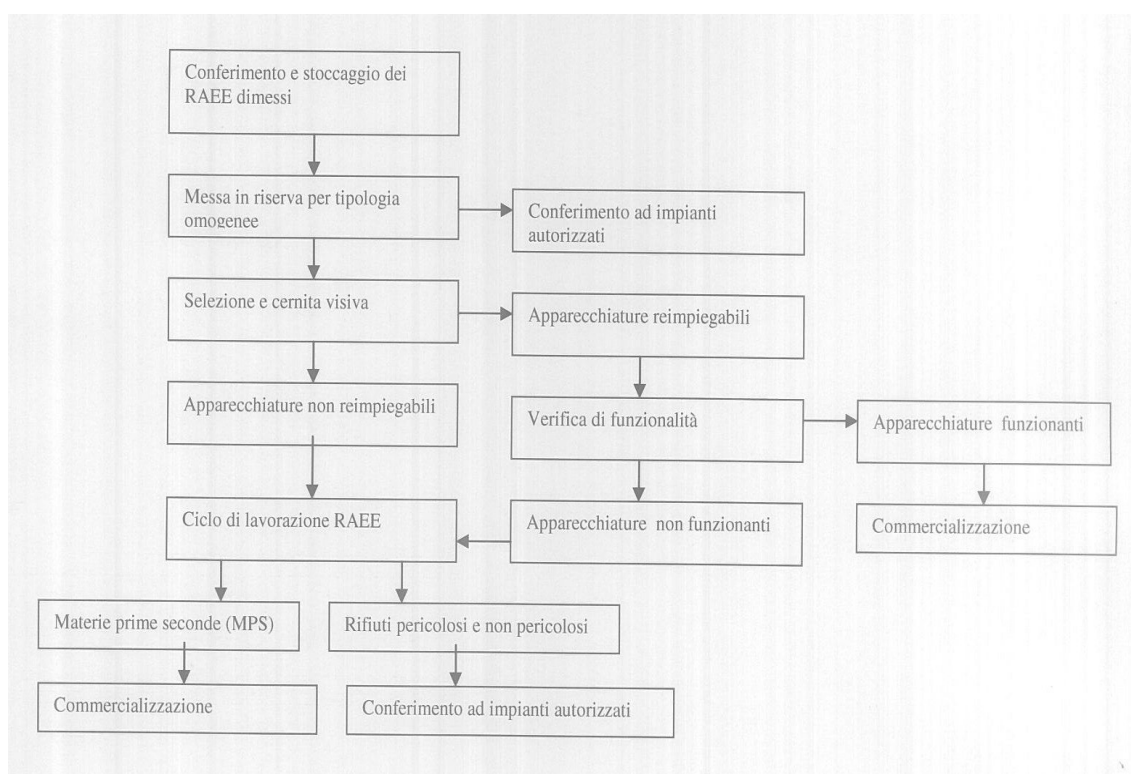 Conferimento e stoccaggio dei
RAEE dimessi
Messa in riserva per tipologia
omogenee
Conferimento ad impianti
autorizzati
Selezione e cernita visiva
Apparecchiature reimpiegabili
Apparecchiature non reimpiegabili
Verifica di funzionalità
Apparecchiature funzionanti
Ciclo di lavorazione RAEE
Apparecchiature non funzionanti
Commercializzazione
Materie prime seconde (MPS)
Rifiuti pericolosi e non pericolosi
Commercializzazione
Conferimento ad impianti autorizzati